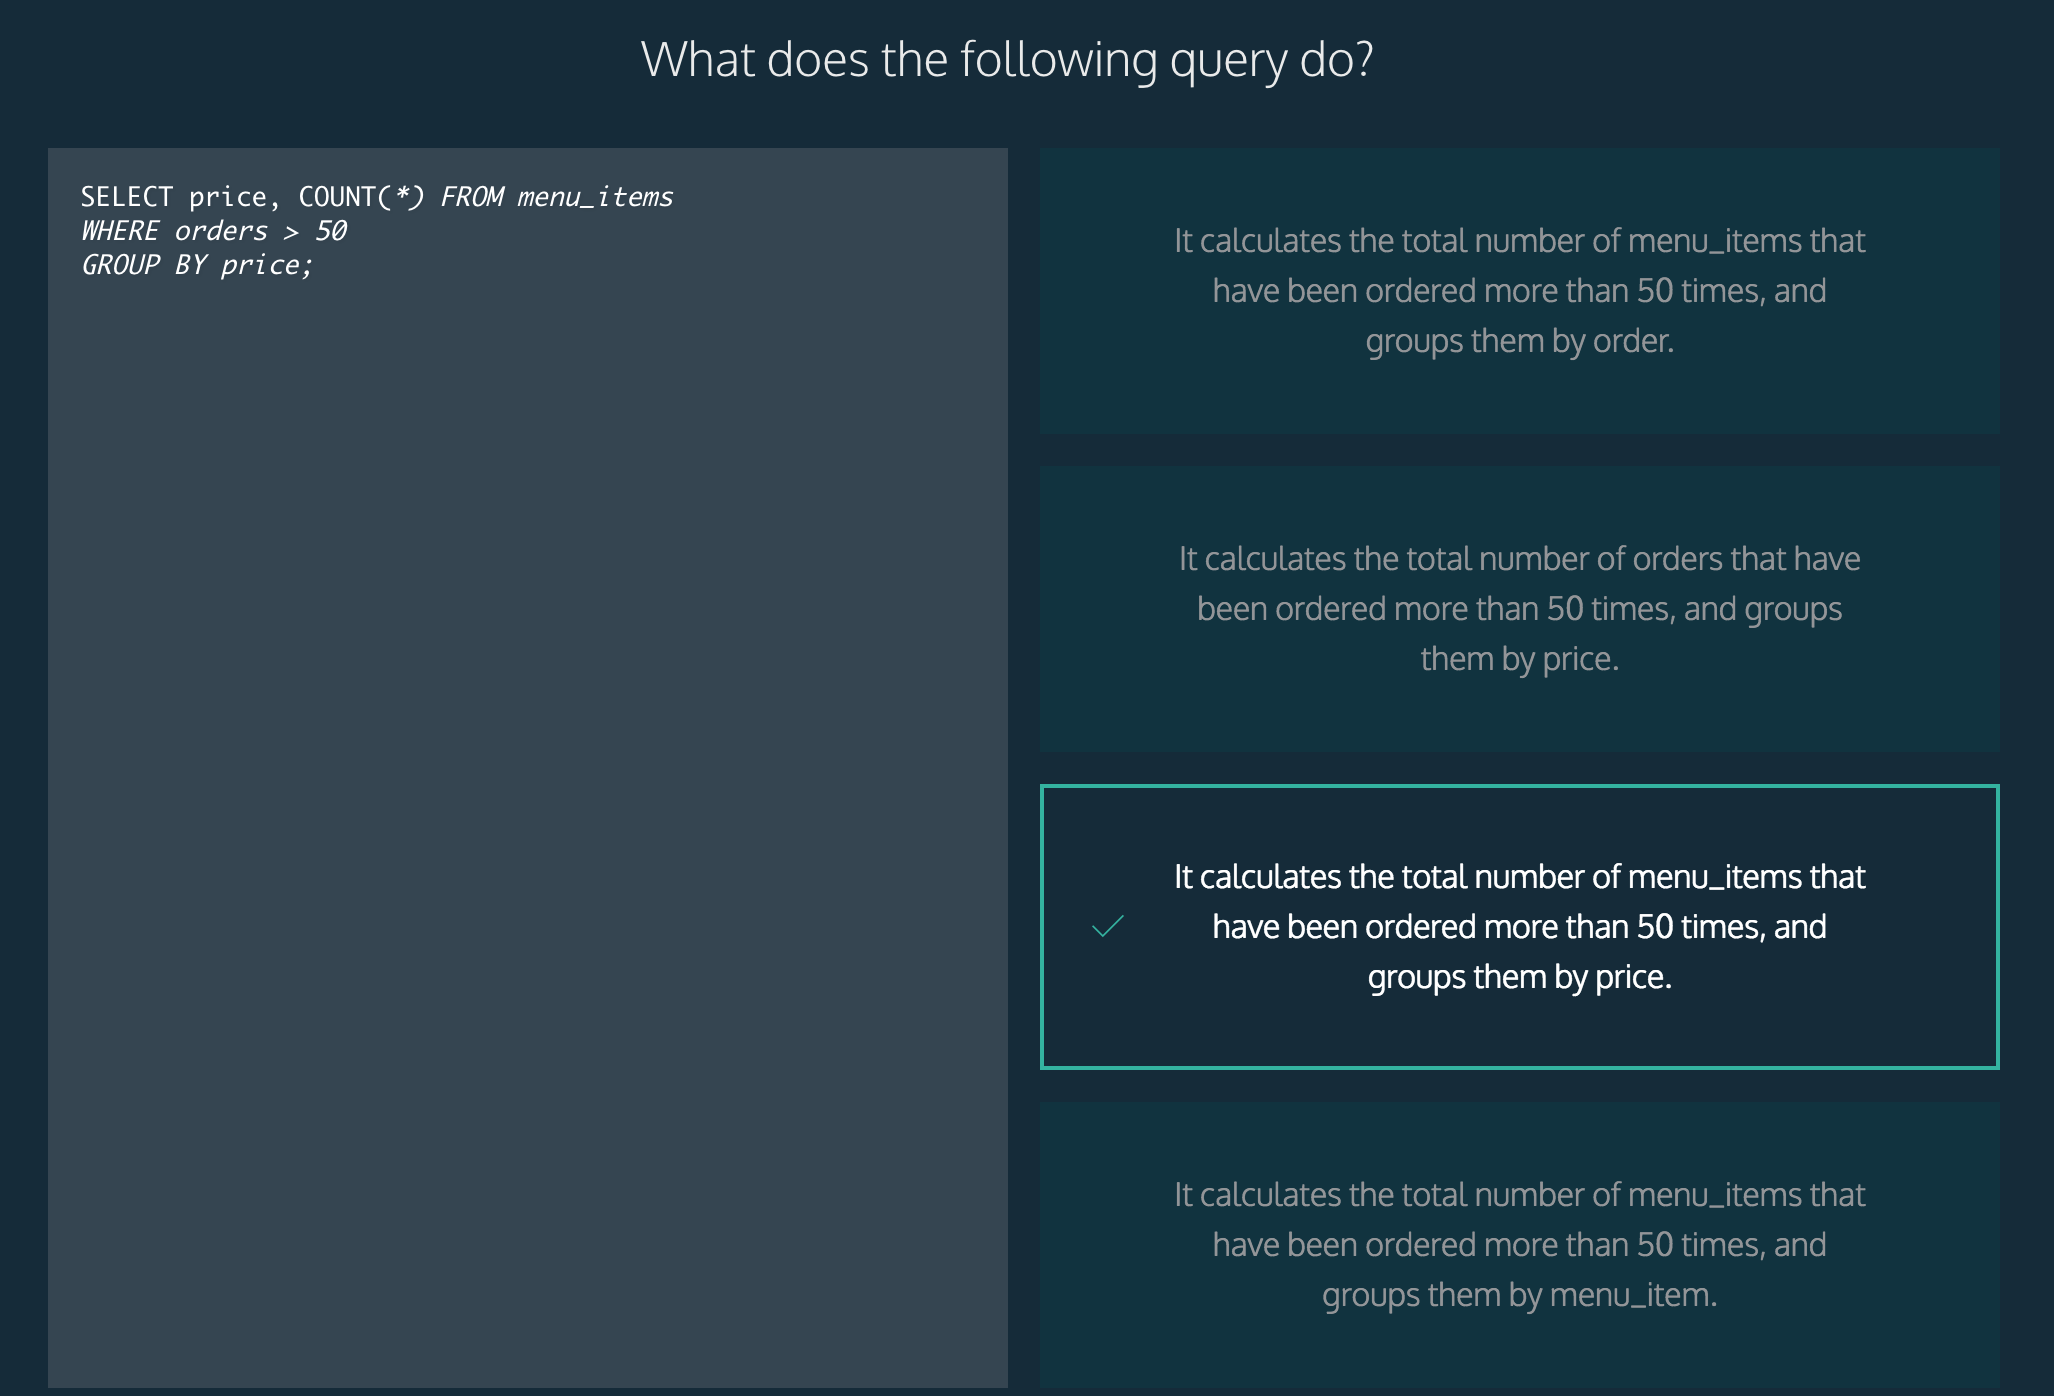 What does the following query do?
SELECT price, COUNT(*) FROM menu_items
WHERE orders > 50
GROUP BY price;
It calculates the total number of menu_items that
have been ordered more than 50 times, and
groups them by order.
It calculates the total number of orders that have
been ordered more than 50 times, and groups
them by price.
It calculates the total number of menu_items that
have been ordered more than 50 times, and
groups them by price.
It calculates the total number of menu_items that
have been ordered more than 50 times, and
groups them by menu_item.